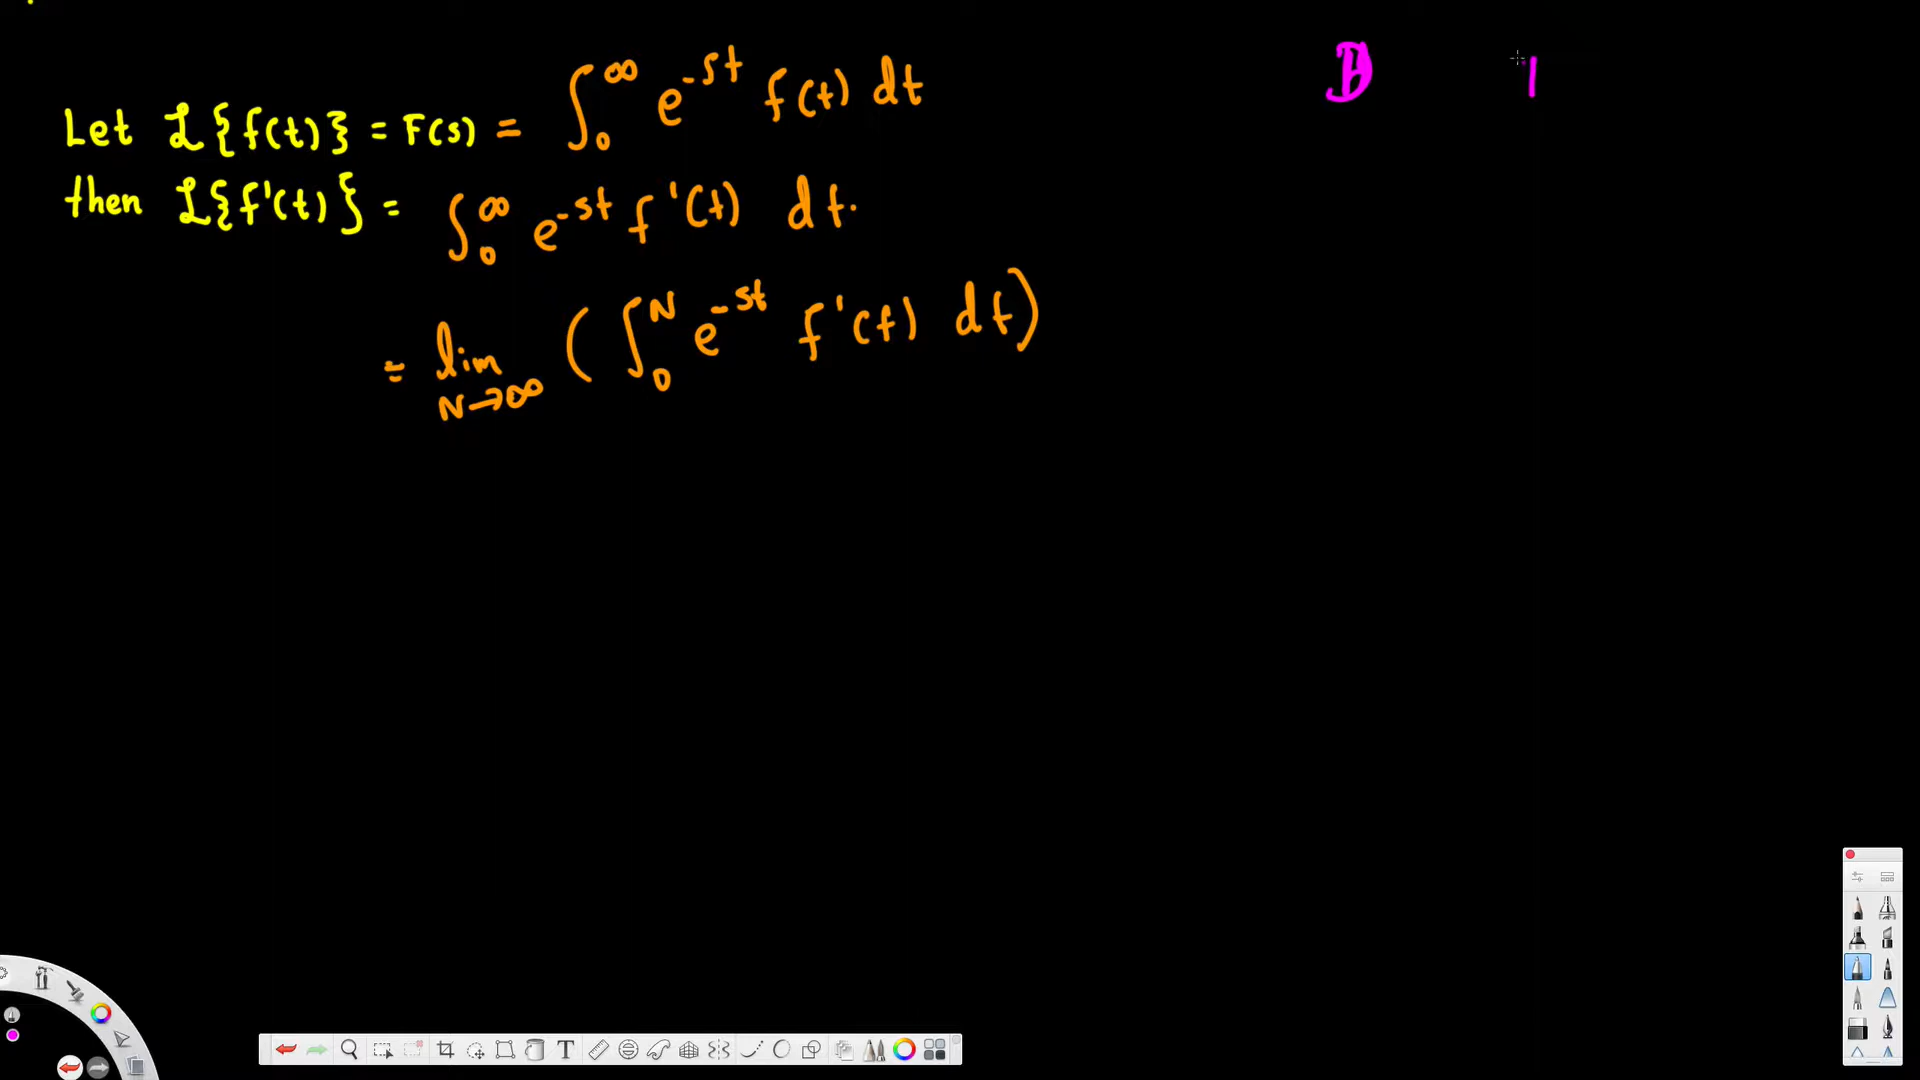 Let ℒ{f(t)} = F(s) = ∫₀^∞ e^{-st} f(t) dt
then ℒ{f'(t)} = ∫₀^∞ e^{-st} f'(t) dt.
= lim_{N→∞} ( ∫₀^N e^{-st} f'(t) dt )
D
T